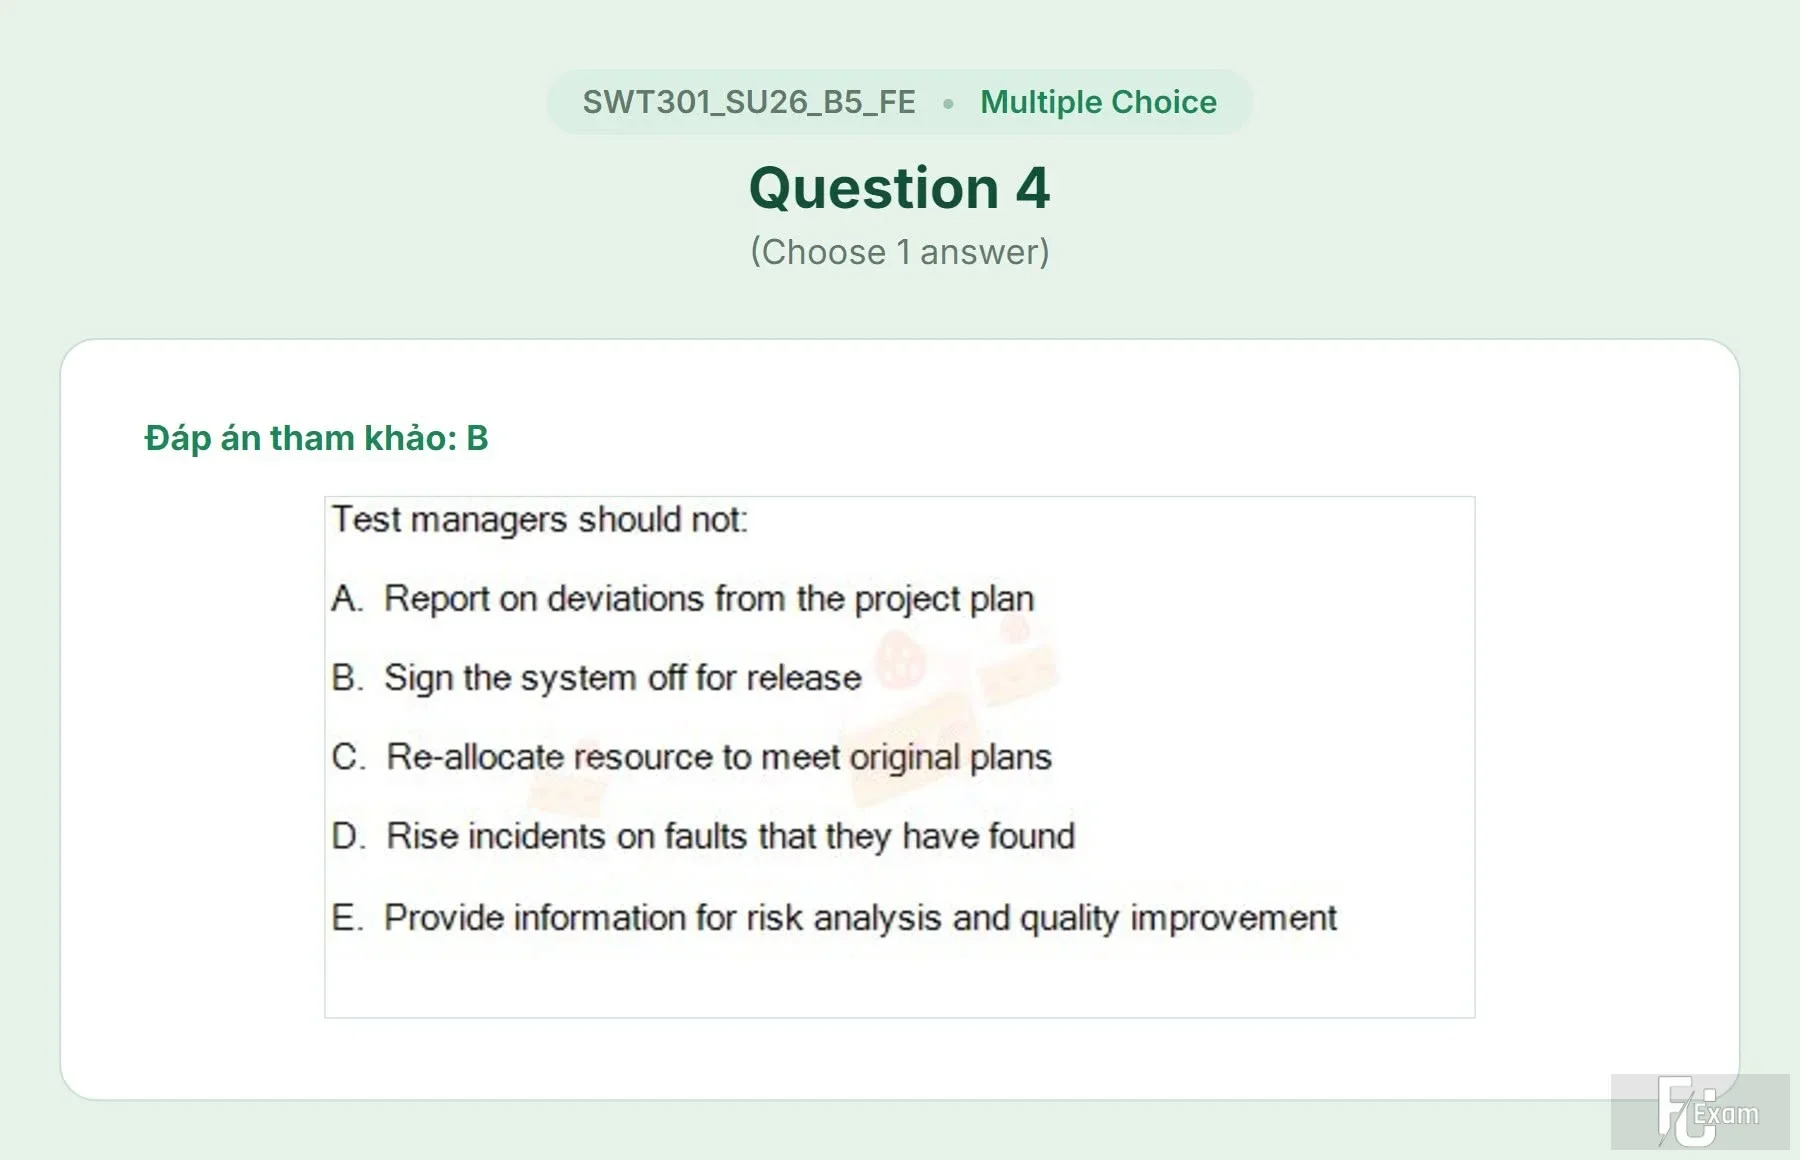 SWT301_SU26_B5_FE • Multiple Choice
Question 4
(Choose 1 answer)
Đáp án tham khảo: B
Test managers should not:
A. Report on deviations from the project plan
B. Sign the system off for release
C. Re-allocate resource to meet original plans
D. Rise incidents on faults that they have found
E. Provide information for risk analysis and quality improvement
FU Exam